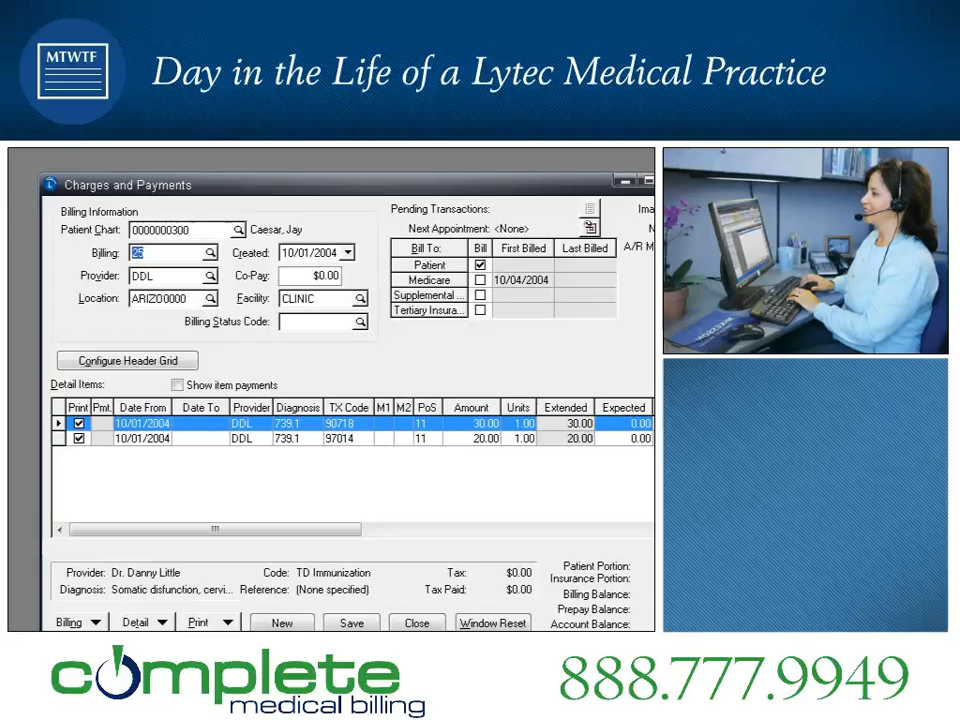 MTWTF
Day in the Life of a Lytec Medical Practice
Charges and Payments
Billing Information
Patient Chart: 0000000300 Caesar, Jay
Billing: 25 Created: 10/01/2004
Provider: DDL Co-Pay: $0.00
Location: ARIZO0000 Facility: CLINIC
Billing Status Code:
Pending Transactions:
Next Appointment: <None>
Bill To: Bill First Billed Last Billed
Patient
Medicare 10/04/2004
Supplemental ...
Tertiary Insura...
Ima
N
A/R M
Configure Header Grid
Detail Items: Show item payments
Print Pmt. Date From Date To Provider Diagnosis TX Code M1 M2 PoS Amount Units Extended Expected
10/01/2004 DDL 739.1 90718 11 30.00 1.00 30.00 0.00
10/01/2004 DDL 739.1 97014 11 20.00 1.00 20.00 0.00
Provider: Dr. Danny Little Code: TD Immunization Tax: $0.00
Diagnosis: Somatic disfunction, cervi... Reference: (None specified) Tax Paid: $0.00
Patient Portion:
Insurance Portion:
Billing Balance:
Prepay Balance:
Account Balance:
Billing Detail Print New Save Close Window Reset
complete
medical billing
888.777.9949